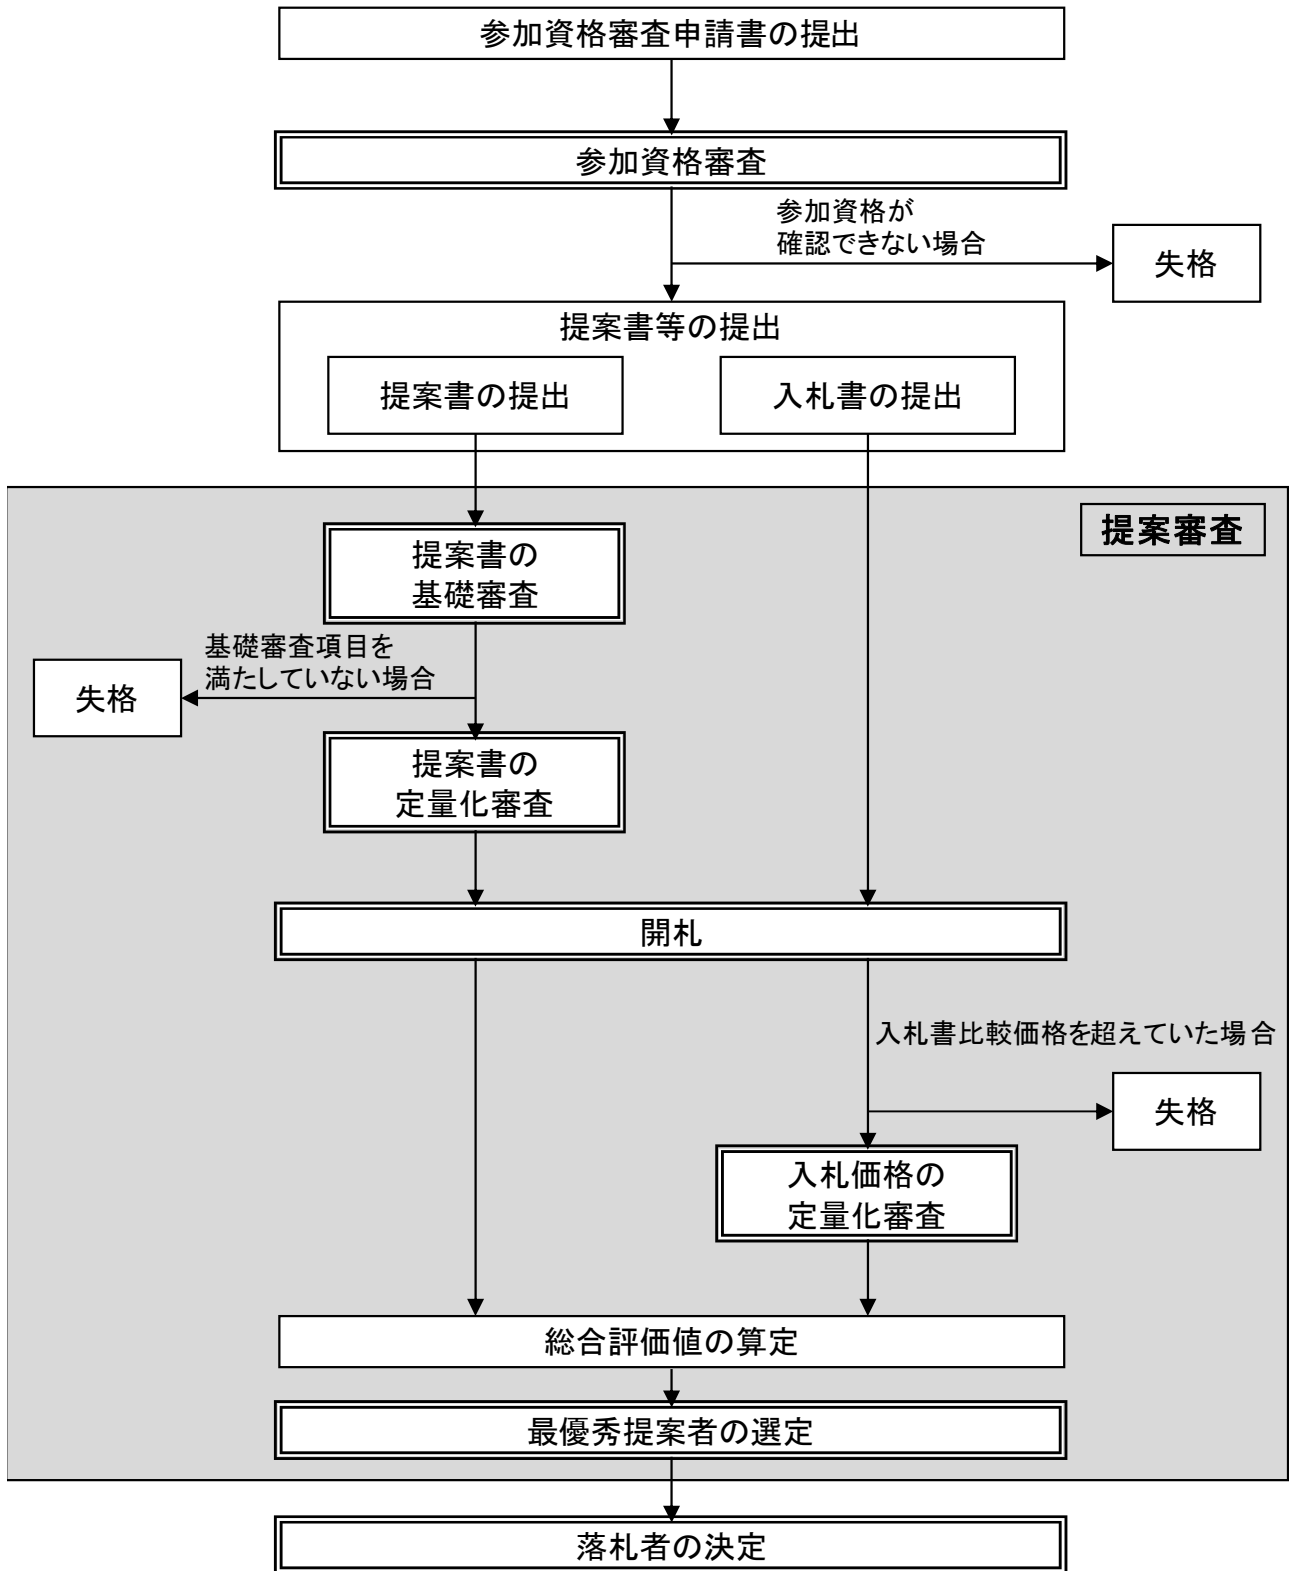 参加資格審査申請書の提出
参加資格審査
参加資格が
確認できない場合
失格
提案書等の提出
提案書の提出
入札書の提出
提案審査
提案書の
基礎審査
基礎審査項目を
満たしていない場合
失格
提案書の
定量化審査
開札
入札書比較価格を超えていた場合
失格
入札価格の
定量化審査
総合評価値の算定
最優秀提案者の選定
落札者の決定